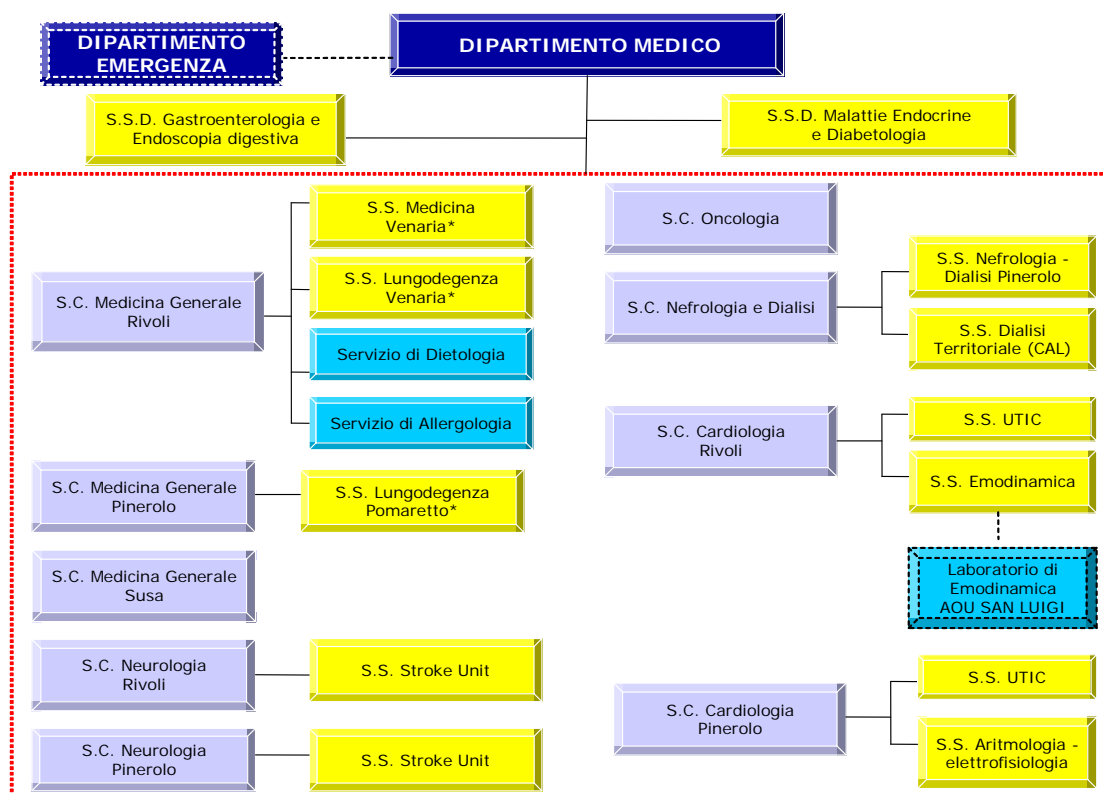 DIPARTIMENTO
EMERGENZA
DIPARTIMENTO MEDICO
S.S.D. Gastroenterologia e
Endoscopia digestiva
S.S.D. Malattie Endocrine
e Diabetologia
S.C. Medicina Generale
Rivoli
S.S. Medicina
Venaria*
S.S. Lungodegenza
Venaria*
Servizio di Dietologia
Servizio di Allergologia
S.C. Medicina Generale
Pinerolo
S.S. Lungodegenza
Pomaretto*
S.C. Medicina Generale
Susa
S.C. Neurologia
Rivoli
S.S. Stroke Unit
S.C. Neurologia
Pinerolo
S.S. Stroke Unit
S.C. Oncologia
S.C. Nefrologia e Dialisi
S.S. Nefrologia -
Dialisi Pinerolo
S.S. Dialisi
Territoriale (CAL)
S.C. Cardiologia
Rivoli
S.S. UTIC
S.S. Emodinamica
Laboratorio di
Emodinamica
AOU SAN LUIGI
S.C. Cardiologia
Pinerolo
S.S. UTIC
S.S. Aritmologia -
elettrofisiologia